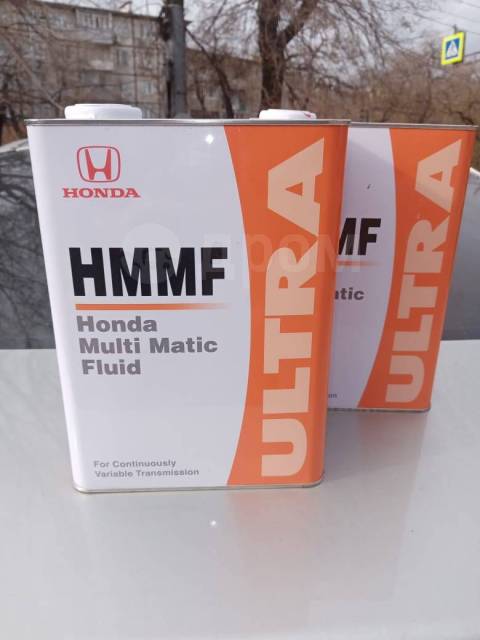 HONDA
HMMF
Honda
Multi Matic
Fluid
For Continuously
Variable Transmission
ULTRA
MF
atic
ULTRA